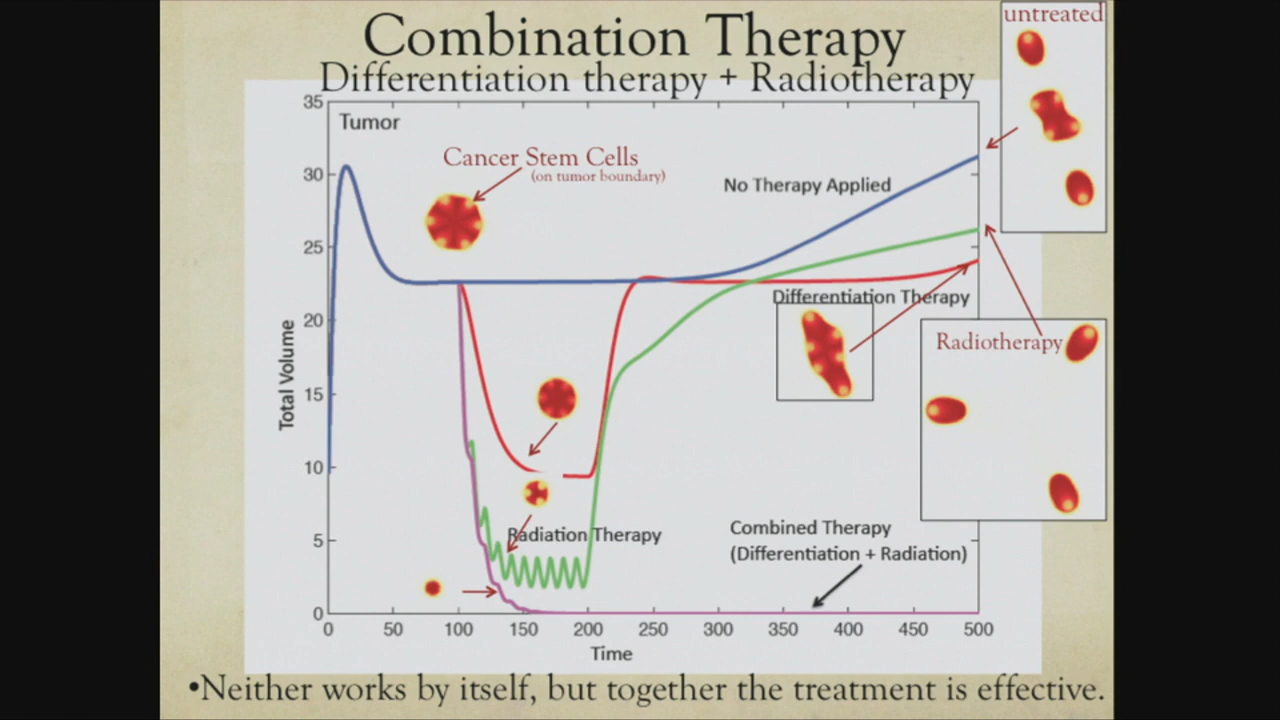 Combination Therapy
Differentiation therapy + Radiotherapy
untreated
Tumor
Cancer Stem Cells
(on tumor boundary)
No Therapy Applied
Differentiation Therapy
Radiotherapy
Radiation Therapy
Combined Therapy
(Differentiation + Radiation)
Total Volume
35
30
25
20
15
10
5
0
0 50 100 150 200 250 300 350 400 450 500
Time
•Neither works by itself, but together the treatment is effective.